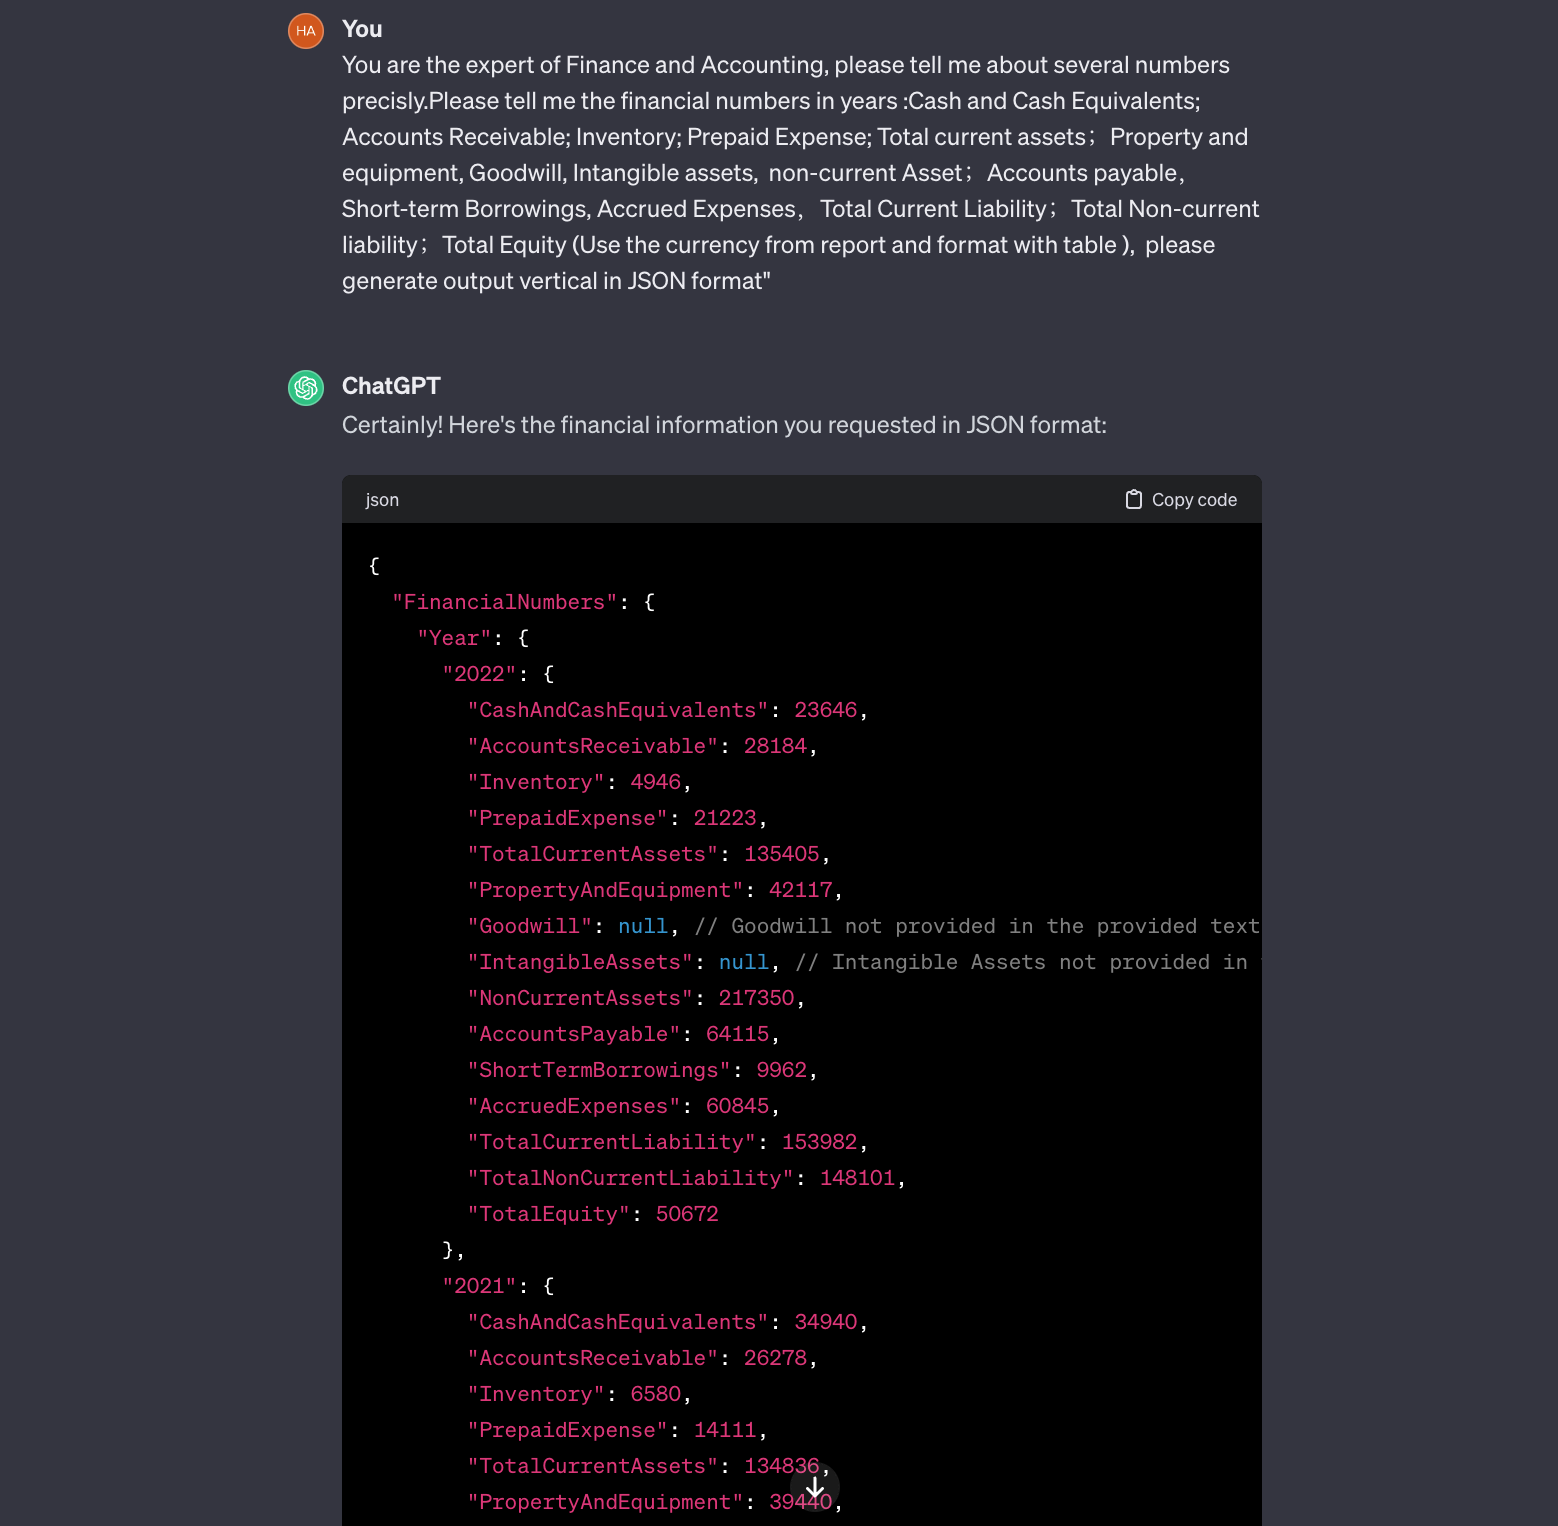 HA
You
You are the expert of Finance and Accounting, please tell me about several numbers
precisly.Please tell me the financial numbers in years :Cash and Cash Equivalents;
Accounts Receivable; Inventory; Prepaid Expense; Total current assets； Property and
equipment, Goodwill, Intangible assets,  non-current Asset； Accounts payable，
Short-term Borrowings, Accrued Expenses， Total Current Liability； Total Non-current
liability； Total Equity (Use the currency from report and format with table ),  please
generate output vertical in JSON format"
ChatGPT
Certainly! Here's the financial information you requested in JSON format:
json
Copy code
{
"FinancialNumbers": {
"Year": {
"2022": {
"CashAndCashEquivalents": 23646,
"AccountsReceivable": 28184,
"Inventory": 4946,
"PrepaidExpense": 21223,
"TotalCurrentAssets": 135405,
"PropertyAndEquipment": 42117,
"Goodwill": null, // Goodwill not provided in the provided text
"IntangibleAssets": null, // Intangible Assets not provided in
"NonCurrentAssets": 217350,
"AccountsPayable": 64115,
"ShortTermBorrowings": 9962,
"AccruedExpenses": 60845,
"TotalCurrentLiability": 153982,
"TotalNonCurrentLiability": 148101,
"TotalEquity": 50672
},
"2021": {
"CashAndCashEquivalents": 34940,
"AccountsReceivable": 26278,
"Inventory": 6580,
"PrepaidExpense": 14111,
"TotalCurrentAssets": 134836,
"PropertyAndEquipment": 39440,